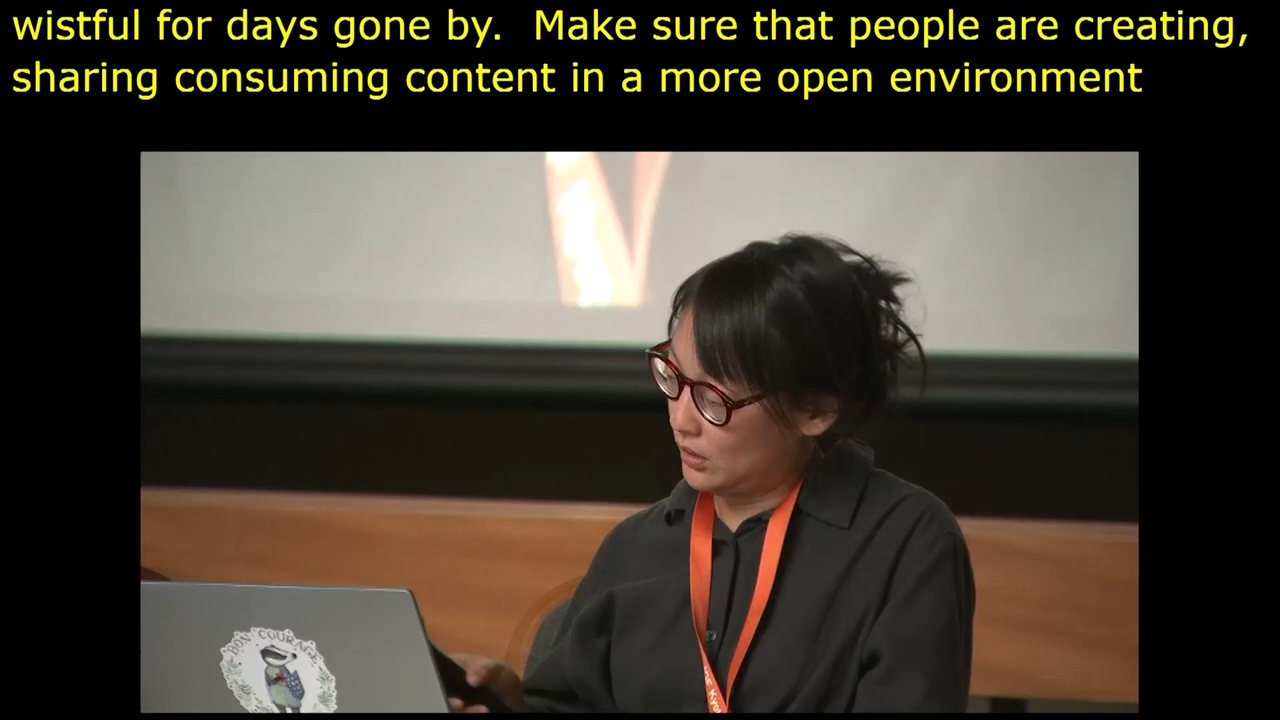 wistful for days gone by.  Make sure that people are creating,
sharing consuming content in a more open environment
BON COURAGE